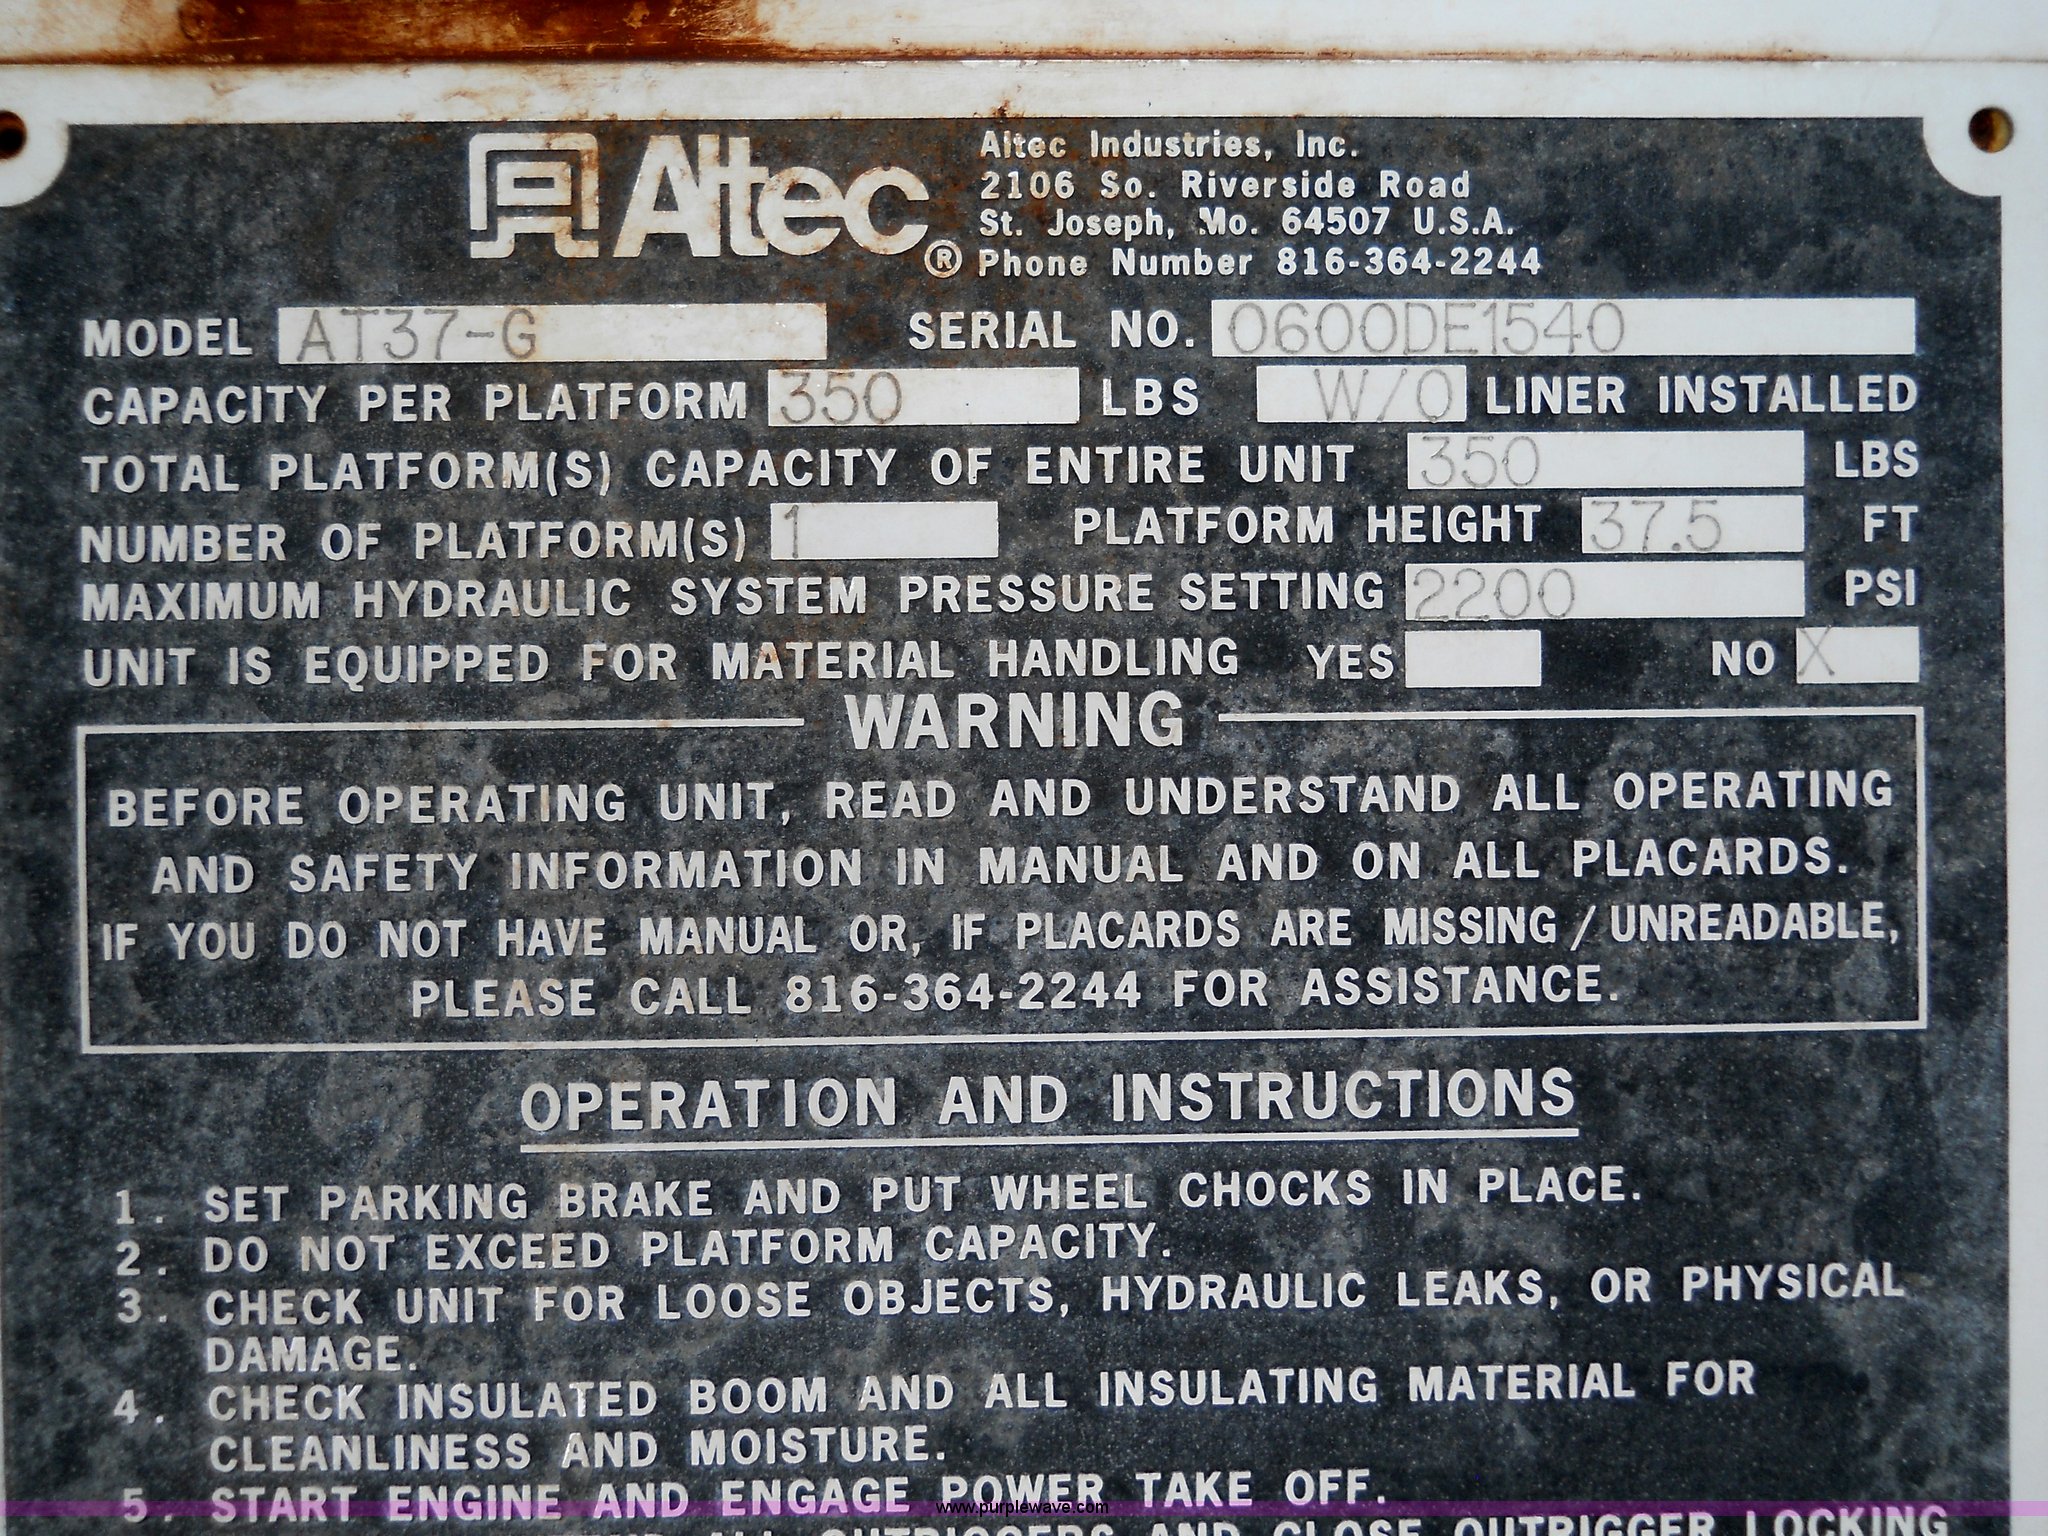 Altec
Altec Industries, Inc.
2106 So. Riverside Road
St. Joseph, Mo. 64507 U.S.A.
® Phone Number 816-364-2244
MODEL AT37-G SERIAL NO. 0600DE1540
CAPACITY PER PLATFORM 350 LBS W/O LINER INSTALLED
TOTAL PLATFORM(S) CAPACITY OF ENTIRE UNIT 350 LBS
NUMBER OF PLATFORM(S) 1 PLATFORM HEIGHT 37.5 FT
MAXIMUM HYDRAULIC SYSTEM PRESSURE SETTING 2200 PSI
UNIT IS EQUIPPED FOR MATERIAL HANDLING YES NO X
WARNING
BEFORE OPERATING UNIT, READ AND UNDERSTAND ALL OPERATING
AND SAFETY INFORMATION IN MANUAL AND ON ALL PLACARDS.
IF YOU DO NOT HAVE MANUAL OR, IF PLACARDS ARE MISSING / UNREADABLE,
PLEASE CALL 816-364-2244 FOR ASSISTANCE.
OPERATION AND INSTRUCTIONS
1. SET PARKING BRAKE AND PUT WHEEL CHOCKS IN PLACE.
2. DO NOT EXCEED PLATFORM CAPACITY.
3. CHECK UNIT FOR LOOSE OBJECTS, HYDRAULIC LEAKS, OR PHYSICAL
DAMAGE.
4. CHECK INSULATED BOOM AND ALL INSULATING MATERIAL FOR
CLEANLINESS AND MOISTURE.
5. START ENGINE AND ENGAGE POWER TAKE OFF.
www.purplewave.com
ALL OUTRIGGERS AND CLOSE OUTRIGGER LOCKING